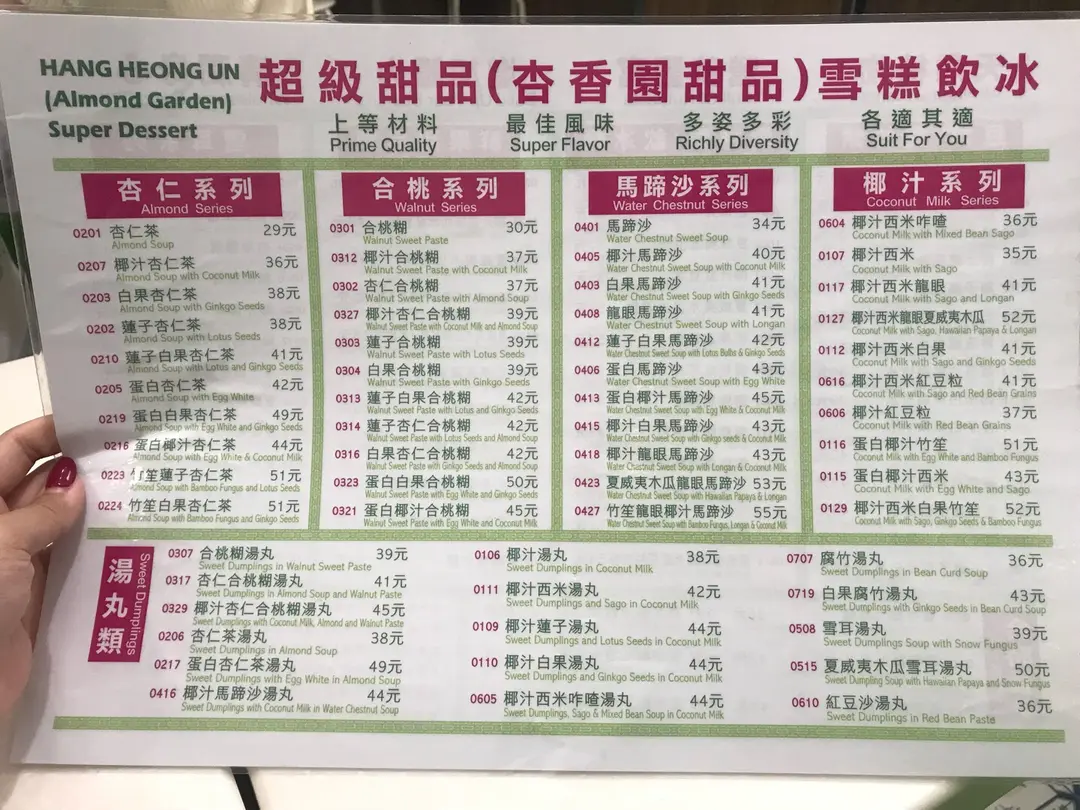 HANG HEONG UN
(Almond Garden)
Super Dessert
超級甜品(杏香園甜品)雪糕飲冰
上等材料 最佳風味 多姿多彩 各適其適
Prime Quality Super Flavor Richly Diversity Suit For You
杏仁系列
Almond Series
0201 杏仁茶 29元
Almond Soup
0207 椰汁杏仁茶 36元
Almond Soup with Coconut Milk
0203 白果杏仁茶 38元
Almond Soup with Ginkgo Seeds
0202 蓮子杏仁茶 38元
Almond Soup with Lotus Seeds
0210 蓮子白果杏仁茶 41元
Almond Soup with Lotus and Ginkgo Seeds
0205 蛋白杏仁茶 42元
Almond Soup with Egg White
0219 蛋白白果杏仁茶 49元
Almond Soup with Egg White and Ginkgo Seeds
0216 蛋白椰汁杏仁茶 44元
Almond Soup with Egg White & Coconut Milk
0223 竹笙蓮子杏仁茶 51元
Almond Soup with Bamboo Fungus and Lotus Seeds
0224 竹笙白果杏仁茶 51元
Almond Soup with Bamboo Fungus and Ginkgo Seeds
合桃系列
Walnut Series
0301 合桃糊 30元
Walnut Sweet Paste
0312 椰汁合桃糊 37元
Walnut Sweet Paste with Coconut Milk
0302 杏仁合桃糊 37元
Walnut Sweet Paste with Almond Soup
0327 椰汁杏仁合桃糊 39元
Walnut Sweet Paste with Coconut Milk and Almond Soup
0303 蓮子合桃糊 39元
Walnut Sweet Paste with Lotus Seeds
0304 白果合桃糊 39元
Walnut Sweet Paste with Ginkgo Seeds
0313 蓮子白果合桃糊 42元
Walnut Sweet Paste with Lotus and Ginkgo Seeds
0314 蓮子杏仁合桃糊 42元
Walnut Sweet Paste with Lotus Seeds and Almond Soup
0316 白果杏仁合桃糊 42元
Walnut Sweet Paste with Ginkgo Seeds and Almond Soup
0323 蛋白白果合桃糊 50元
Walnut Sweet Paste with Egg White and Ginkgo Seeds
0321 蛋白椰汁合桃糊 45元
Walnut Sweet Paste with Egg White and Coconut Milk
馬蹄沙系列
Water Chestnut Series
0401 馬蹄沙 34元
Water Chestnut Sweet Soup
0405 椰汁馬蹄沙 40元
Water Chestnut Sweet Soup with Coconut Milk
0403 白果馬蹄沙 41元
Water Chestnut Sweet Soup with Ginkgo Seeds
0408 龍眼馬蹄沙 41元
Water Chestnut Sweet Soup with Longan
0412 蓮子白果馬蹄沙 42元
Water Chestnut Sweet Soup with Lotus Bulbs & Ginkgo Seeds
0406 蛋白馬蹄沙 43元
Water Chestnut Sweet Soup with Egg White
0413 蛋白椰汁馬蹄沙 45元
Water Chestnut Sweet Soup with Egg White & Coconut Milk
0415 椰汁白果馬蹄沙 43元
Water Chestnut Sweet Soup with Ginkgo seeds & Coconut Milk
0418 椰汁龍眼馬蹄沙 43元
Water Chestnut Sweet Soup with Longan & Coconut Milk
0423 夏威夷木瓜龍眼馬蹄沙 53元
Water Chestnut Sweet Soup with Hawaiian Papaya & Longan
0427 竹笙龍眼椰汁馬蹄沙 55元
Water Chestnut Sweet Soup with Bamboo Fungus, Longan & Coconut Milk
椰汁系列
Coconut Milk Series
0604 椰汁西米咋喳 36元
Coconut Milk with Mixed Bean Sago
0107 椰汁西米 35元
Coconut Milk with Sago
0117 椰汁西米龍眼 41元
Coconut Milk with Sago and Longan
0127 椰汁西米龍眼夏威夷木瓜 52元
Coconut Milk with Sago, Hawaiian Papaya & Longan
0112 椰汁西米白果 41元
Coconut Milk with Sago and Ginkgo Seeds
0616 椰汁西米紅豆粒 41元
Coconut Milk with Sago and Red Bean Grains
0606 椰汁紅豆粒 37元
Coconut Milk with Red Bean Grains
0116 蛋白椰汁竹笙 51元
Coconut Milk with Egg White and Bamboo Fungus
0115 蛋白椰汁西米 43元
Coconut Milk with Egg White and Sago
0129 椰汁西米白果竹笙 52元
Coconut Milk with Sago, Ginkgo Seeds & Bamboo Fungus
湯丸類
Sweet Dumplings
0307 合桃糊湯丸 39元
Sweet Dumplings in Walnut Sweet Paste
0317 杏仁合桃糊湯丸 41元
Sweet Dumplings in Almond Soup and Walnut Paste
0329 椰汁杏仁合桃糊湯丸 45元
Sweet Dumplings with Coconut Milk, Almond and Walnut Paste
0206 杏仁茶湯丸 38元
Sweet Dumplings in Almond Soup
0217 蛋白杏仁茶湯丸 49元
Sweet Dumplings with Egg White in Almond Soup
0416 椰汁馬蹄沙湯丸 44元
Sweet Dumplings with Coconut Milk in Water Chestnut Soup
0106 椰汁湯丸 38元
Sweet Dumplings in Coconut Milk
0111 椰汁西米湯丸 42元
Sweet Dumplings and Sago in Coconut Milk
0109 椰汁蓮子湯丸 44元
Sweet Dumplings and Lotus Seeds in Coconut Milk
0110 椰汁白果湯丸 44元
Sweet Dumplings and Ginkgo Seeds in Coconut Milk
0605 椰汁西米咋喳湯丸 44元
Sweet Dumplings, Sago & Mixed Bean Soup in Coconut Milk
0707 腐竹湯丸 36元
Sweet Dumplings in Bean Curd Soup
0719 白果腐竹湯丸 43元
Sweet Dumplings with Ginkgo Seeds in Bean Curd Soup
0508 雪耳湯丸 39元
Sweet Dumplings Soup with Snow Fungus
0515 夏威夷木瓜雪耳湯丸 50元
Sweet Dumpling Soup with Hawaiian Papaya and Snow Fungus
0610 紅豆沙湯丸 36元
Sweet Dumplings in Red Bean Paste